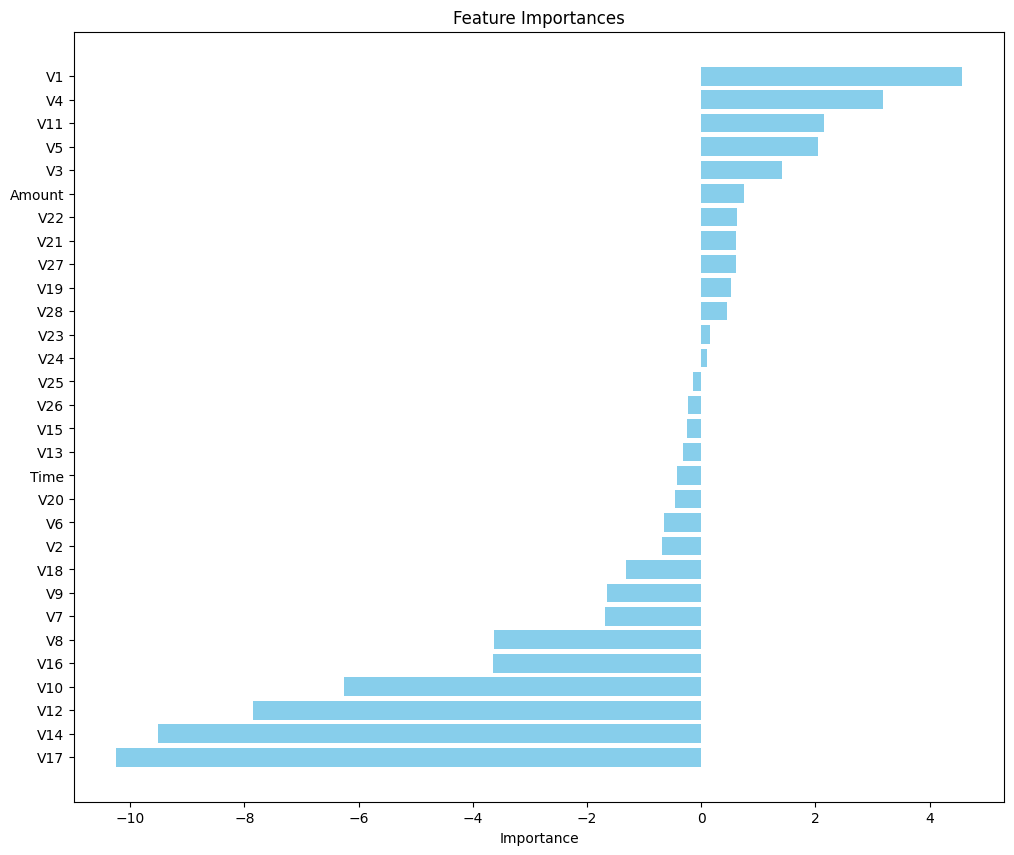 Feature Importances
V1
V4
V11
V5
V3
Amount
V22
V21
V27
V19
V28
V23
V24
V25
V26
V15
V13
Time
V20
V6
V2
V18
V9
V7
V8
V16
V10
V12
V14
V17
−10 −8 −6 −4 −2 0 2 4
Importance